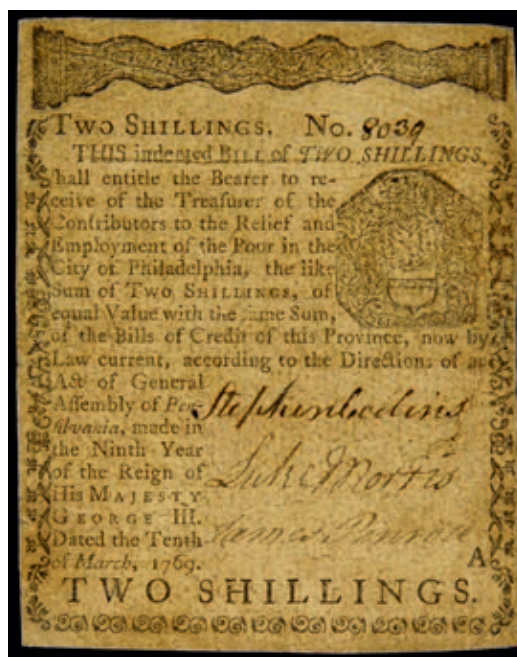 TWO SHILLINGS. No. 8039
THIS indented BILL of TWO SHILLINGS,
ſhall entitle the Bearer to re-
ceive of the Treaſurer of the
Contributors to the Relief and
Employment of the Poor in the
City of Philadelphia, the like
Sum of TWO SHILLINGS, of
equal Value with the ſame Sum,
of the Bills of Credit of this Province, now by
Law current, according to the Directions of an
Act of General
Aſſembly of Pen-
ſilvania, made in
the Ninth Year
of the Reign of
His MAJESTY
GEORGE III.
Dated the Tenth
of March, 1769.
Stephen Collins
Luke Morris
James Penrose
A
TWO SHILLINGS.